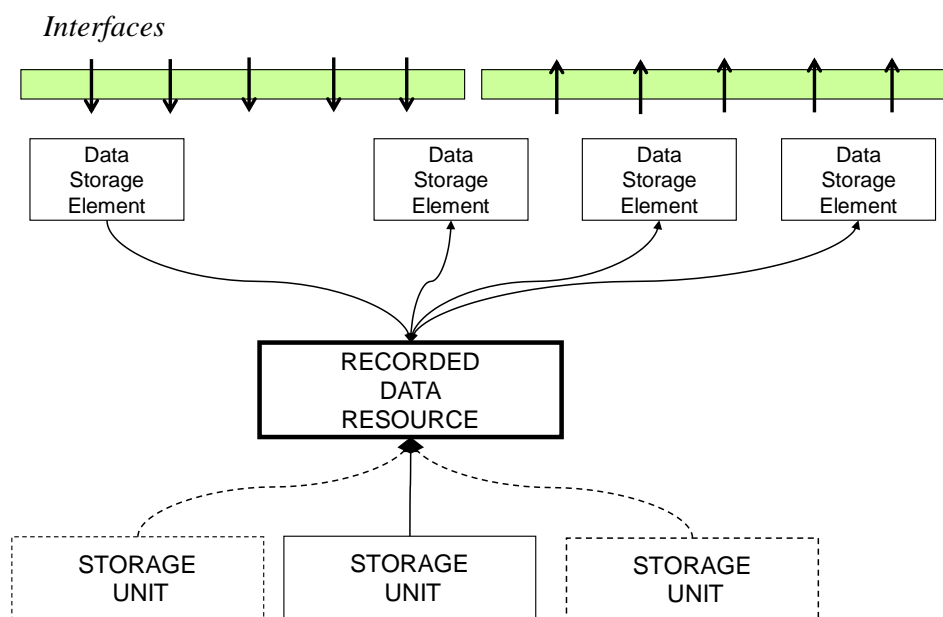 Interfaces
Data
Storage
Element
Data
Storage
Element
Data
Storage
Element
Data
Storage
Element
RECORDED
DATA
RESOURCE
STORAGE
UNIT
STORAGE
UNIT
STORAGE
UNIT